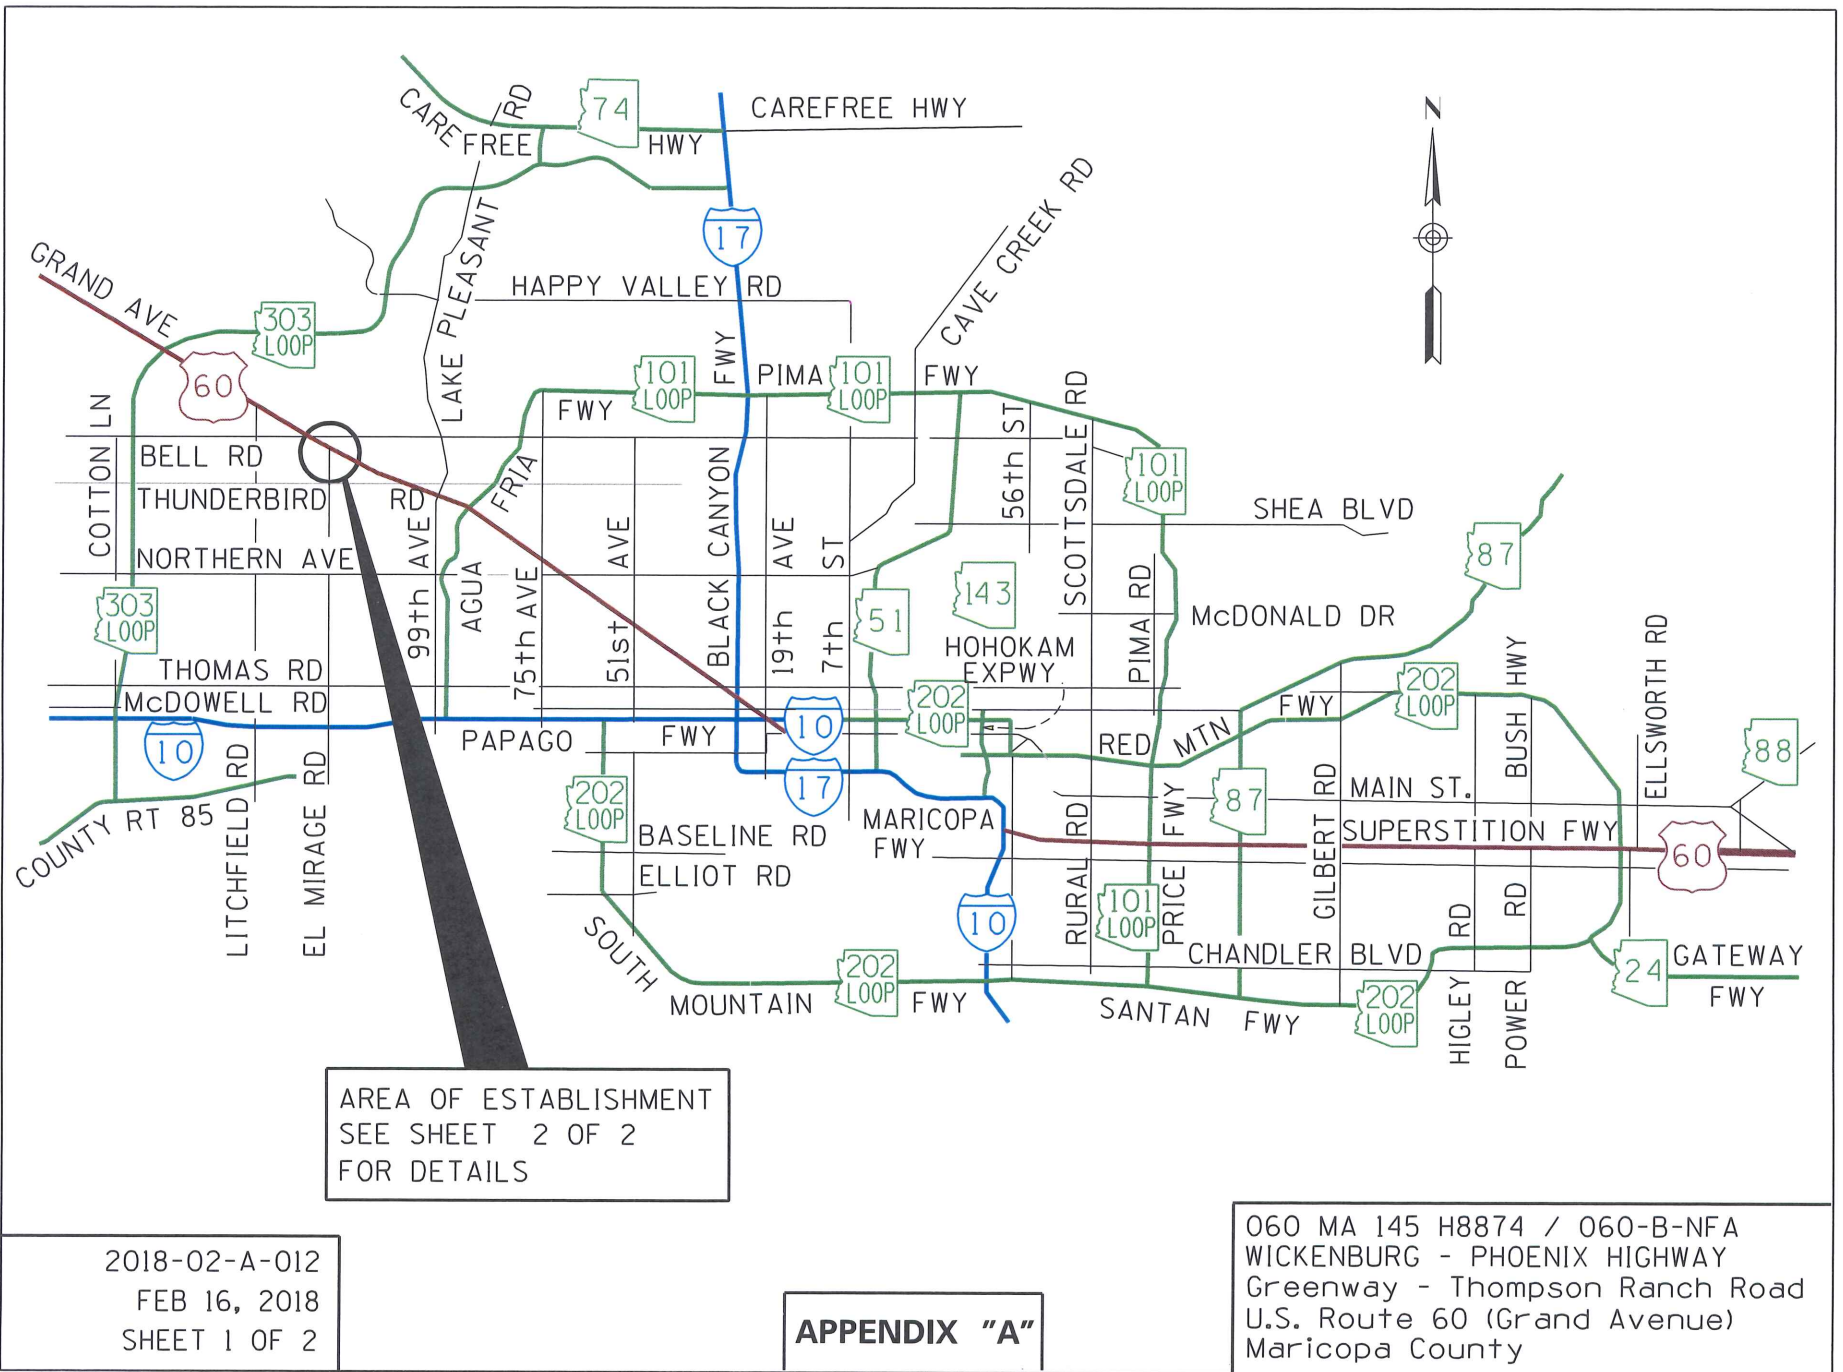 CAREFREE HWY
RD
74
CARE FREE HWY
N
CAREFREE HWY
17
GRAND AVE
LAKE PLEASANT
HAPPY VALLEY RD
CAVE CREEK RD
303
LOOP
60
FWY
101
LOOP
FWY
PIMA
101
LOOP
FWY
COTTON LN
BELL RD
THUNDERBIRD RD
NORTHERN AVE
99th AVE
AGUA
FRIA
75th AVE
51st AVE
BLACK CANYON
19th AVE
7th ST
56th ST
SCOTTSDALE RD
101
LOOP
SHEA BLVD
87
303
LOOP
51
143
HOHOKAM
EXPWY
PIMA RD
McDONALD DR
THOMAS RD
McDOWELL RD
10
PAPAGO
FWY
10
202
LOOP
RED
MTN
FWY
202
LOOP
BUSH HWY
ELLSWORTH RD
88
17
COUNTY RT 85
LITCHFIELD RD
EL MIRAGE RD
202
LOOP
BASELINE RD
ELLIOT RD
MARICOPA
FWY
RURAL RD
PRICE FWY
87
GILBERT RD
MAIN ST.
SUPERSTITION FWY
60
10
101
LOOP
CHANDLER BLVD
HIGLEY RD
POWER RD
24
GATEWAY
FWY
SOUTH
MOUNTAIN
202
LOOP
FWY
SANTAN FWY
202
LOOP
AREA OF ESTABLISHMENT
SEE SHEET 2 OF 2
FOR DETAILS
2018-02-A-012
FEB 16, 2018
SHEET 1 OF 2
APPENDIX "A"
060 MA 145 H8874 / 060-B-NFA
WICKENBURG - PHOENIX HIGHWAY
Greenway - Thompson Ranch Road
U.S. Route 60 (Grand Avenue)
Maricopa County